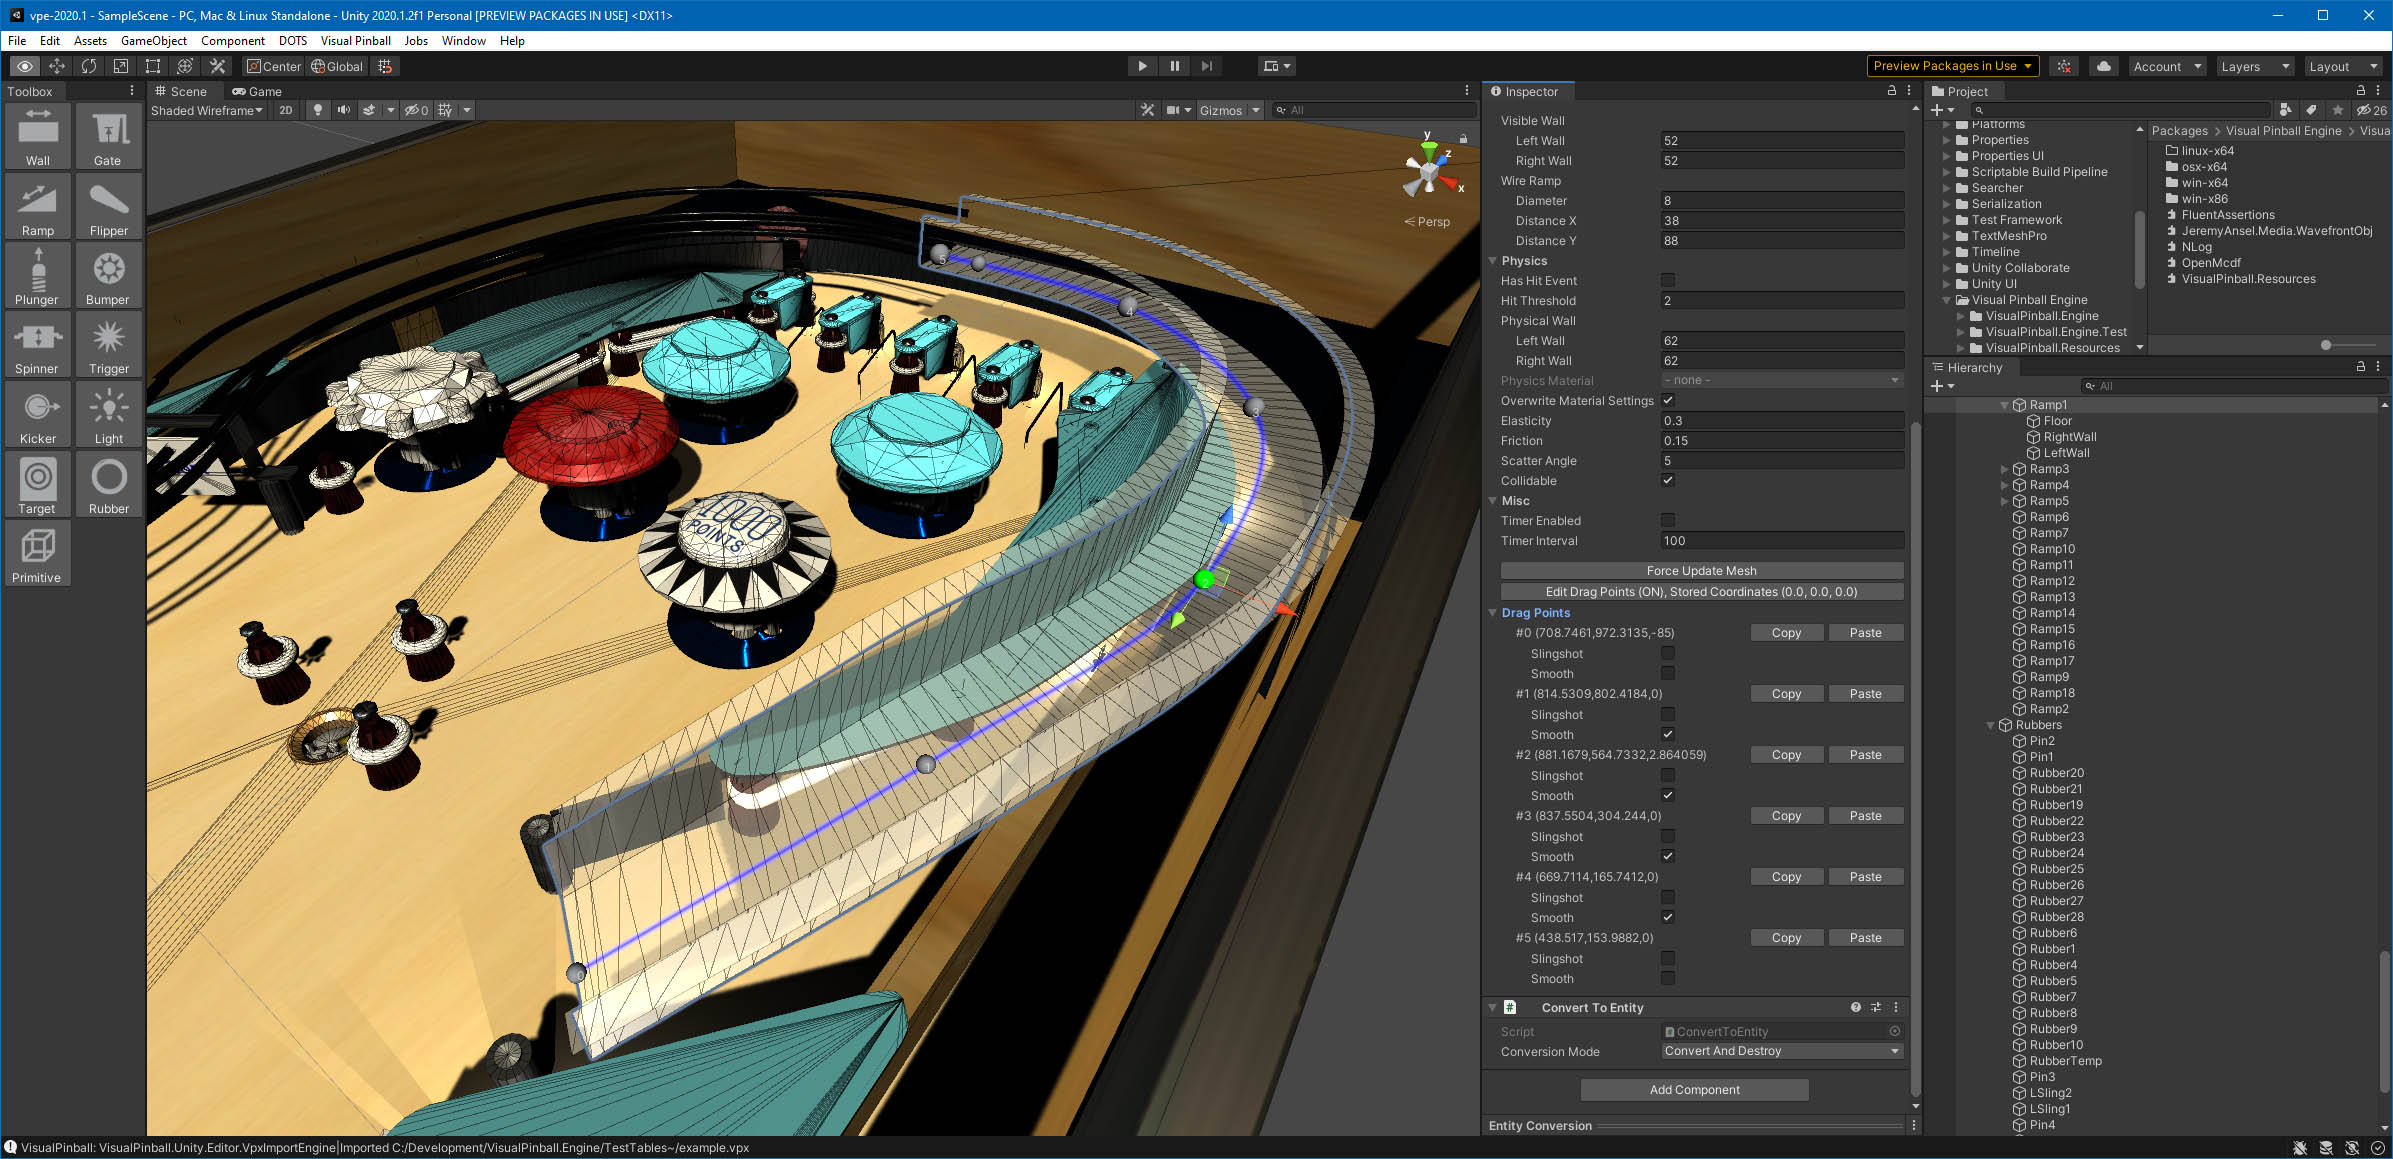 vpe-2020.1 - SampleScene - PC, Mac & Linux Standalone - Unity 2020.1.2f1 Personal [PREVIEW PACKAGES IN USE] <DX11>
File Edit Assets GameObject Component DOTS Visual Pinball Jobs Window Help
Center Global Preview Packages in Use Account Layers Layout
Toolbox
Wall Gate
Ramp Flipper
Plunger Bumper
Spinner Trigger
Kicker Light
Target Rubber
Primitive
Scene Game
Shaded Wireframe 2D 0 Gizmos All
y
z
x
< Persp
1000
POINTS
5
4
3
2
1
0
Inspector
Visible Wall
Left Wall 52
Right Wall 52
Wire Ramp
Diameter 8
Distance X 38
Distance Y 88
Physics
Has Hit Event
Hit Threshold 2
Physical Wall
Left Wall 62
Right Wall 62
Physics Material - none -
Overwrite Material Settings
Elasticity 0.3
Friction 0.15
Scatter Angle 5
Collidable
Misc
Timer Enabled
Timer Interval 100
Force Update Mesh
Edit Drag Points (ON), Stored Coordinates (0.0, 0.0, 0.0)
Drag Points
#0 (708.7461,972.3135,-85) Copy Paste
Slingshot
Smooth
#1 (814.5309,802.4184,0) Copy Paste
Slingshot
Smooth
#2 (881.1679,564.7332,2.864059) Copy Paste
Slingshot
Smooth
#3 (837.5504,304.244,0) Copy Paste
Slingshot
Smooth
#4 (669.7114,165.7412,0) Copy Paste
Slingshot
Smooth
#5 (438.517,153.9882,0) Copy Paste
Slingshot
Smooth
# Convert To Entity
Script ConvertToEntity
Conversion Mode Convert And Destroy
Add Component
Entity Conversion
Project
26
Platforms
Properties
Properties UI
Scriptable Build Pipeline
Searcher
Serialization
Test Framework
TextMeshPro
Timeline
Unity Collaborate
Unity UI
Visual Pinball Engine
VisualPinball.Engine
VisualPinball.Engine.Test
VisualPinball.Resources
Packages > Visual Pinball Engine > Visua
linux-x64
osx-x64
win-x64
win-x86
FluentAssertions
JeremyAnsel.Media.WavefrontObj
NLog
OpenMcdf
VisualPinball.Resources
Hierarchy
All
Ramp1
Floor
RightWall
LeftWall
Ramp3
Ramp4
Ramp5
Ramp6
Ramp7
Ramp10
Ramp11
Ramp12
Ramp13
Ramp14
Ramp15
Ramp16
Ramp17
Ramp9
Ramp18
Ramp2
Rubbers
Pin2
Pin1
Rubber20
Rubber21
Rubber19
Rubber22
Rubber23
Rubber24
Rubber25
Rubber26
Rubber27
Rubber28
Rubber6
Rubber1
Rubber4
Rubber5
Rubber7
Rubber8
Rubber9
Rubber10
RubberTemp
Pin3
LSling2
LSling1
Pin4
VisualPinball: VisualPinball.Unity.Editor.VpxImportEngine|Imported C:/Development/VisualPinball.Engine/TestTables~/example.vpx